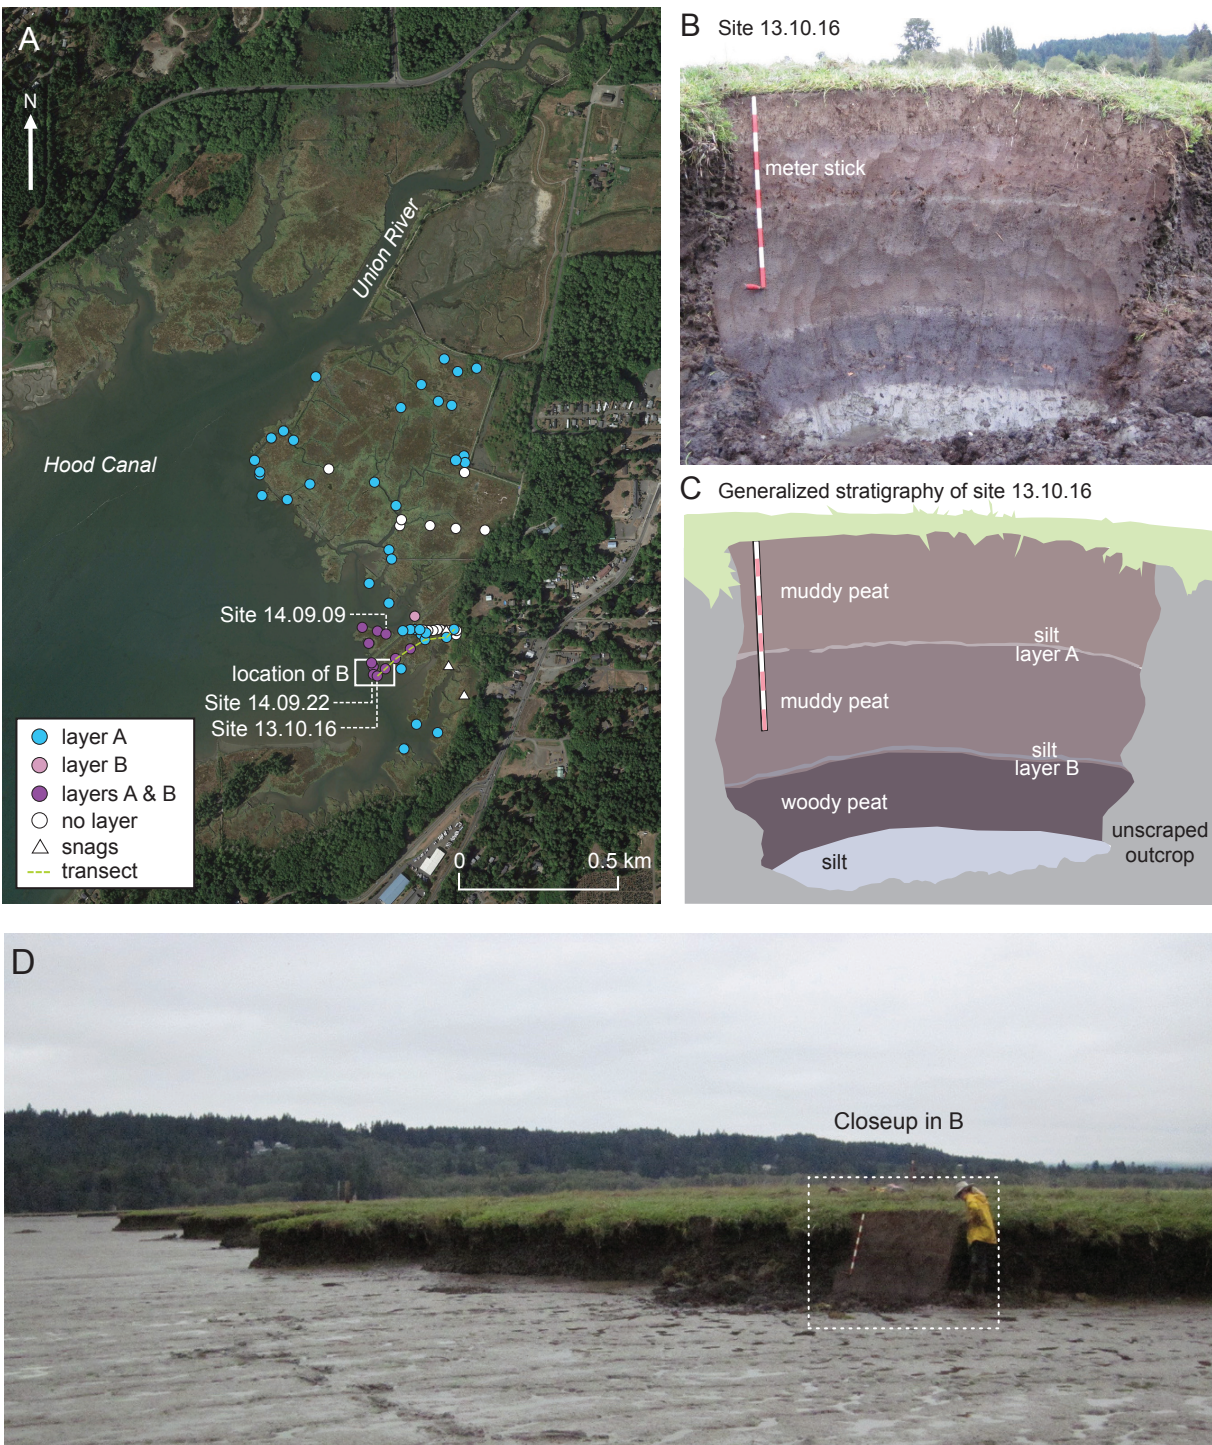 A
N
Union River
Hood Canal
Site 14.09.09
location of B
Site 14.09.22
Site 13.10.16
layer A
layer B
layers A & B
no layer
snags
transect
0
0.5 km
B Site 13.10.16
meter stick
C Generalized stratigraphy of site 13.10.16
muddy peat
silt
layer A
muddy peat
silt
layer B
woody peat
silt
unscraped
outcrop
D
Closeup in B